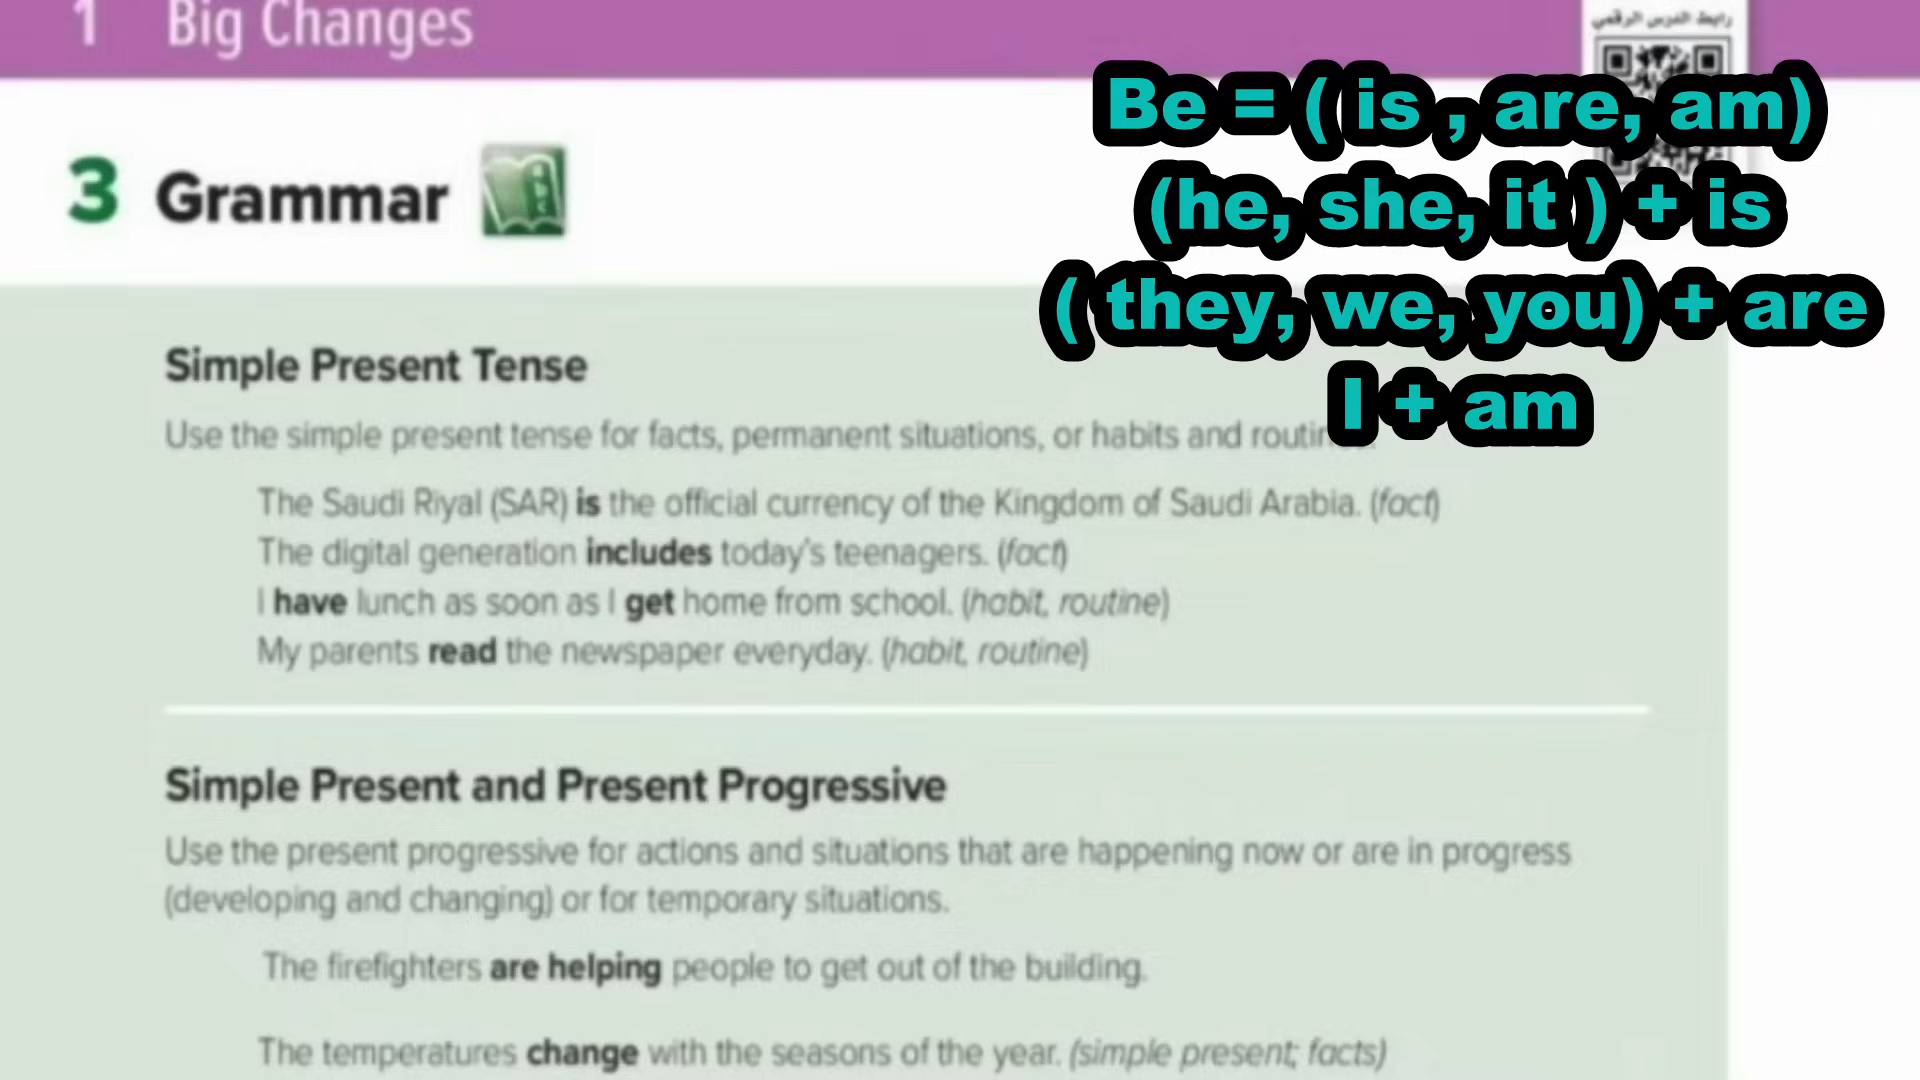 1 Big Changes
رابط الدرس الرقمي
Be = ( is , are, am)
(he, she, it ) + is
( they, we, you) + are
I + am
3 Grammar
Simple Present Tense
Use the simple present tense for facts, permanent situations, or habits and routin
The Saudi Riyal (SAR) is the official currency of the Kingdom of Saudi Arabia. (fact)
The digital generation includes today's teenagers. (fact)
I have lunch as soon as I get home from school. (habit, routine)
My parents read the newspaper everyday. (habit, routine)
Simple Present and Present Progressive
Use the present progressive for actions and situations that are happening now or are in progress
(developing and changing) or for temporary situations.
The firefighters are helping people to get out of the building.
The temperatures change with the seasons of the year. (simple present; facts)